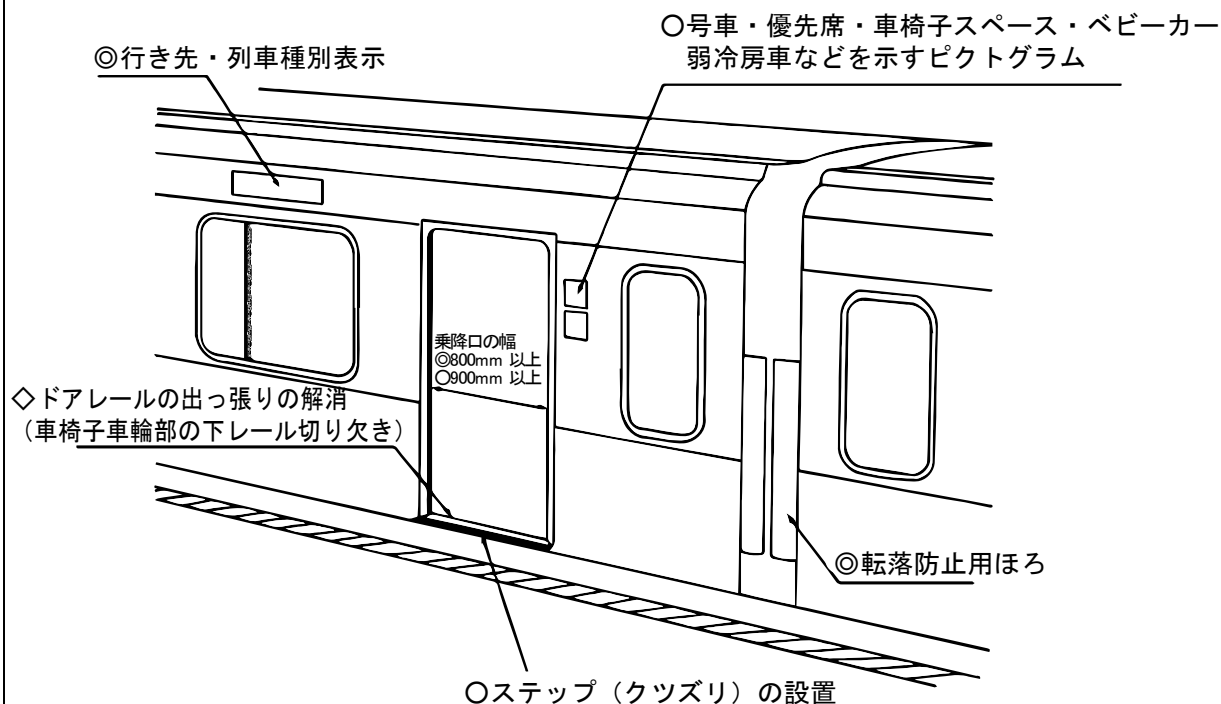 ◎行き先・列車種別表示
○号車・優先席・車椅子スペース・ベビーカー
弱冷房車などを示すピクトグラム
乗降口の幅
◎800mm 以上
○900mm 以上
◇ドアレールの出っ張りの解消
（車椅子車輪部の下レール切り欠き）
◎転落防止用ほろ
○ステップ（クツズリ）の設置